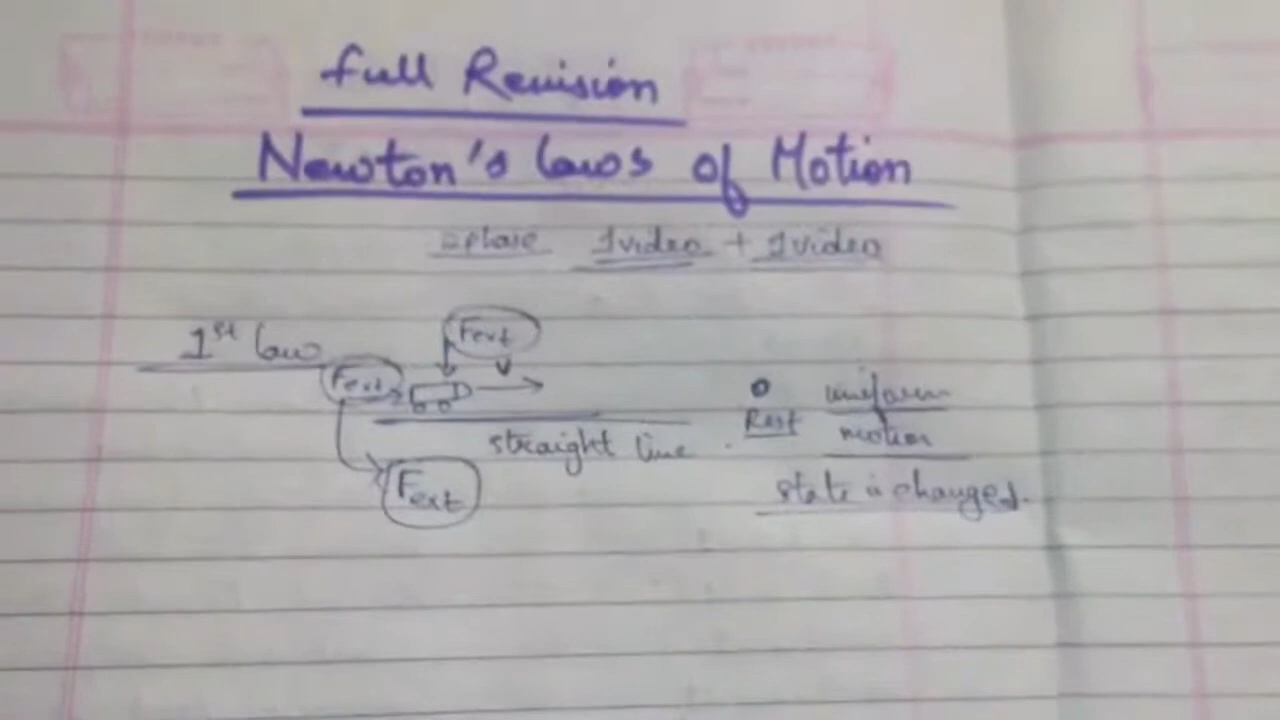 full Revision
Newton's laws of Motion
1video + 1video
1st law
Fext
Fext
v
Rest
uniform
motion
straight line
Fext
state is changed.